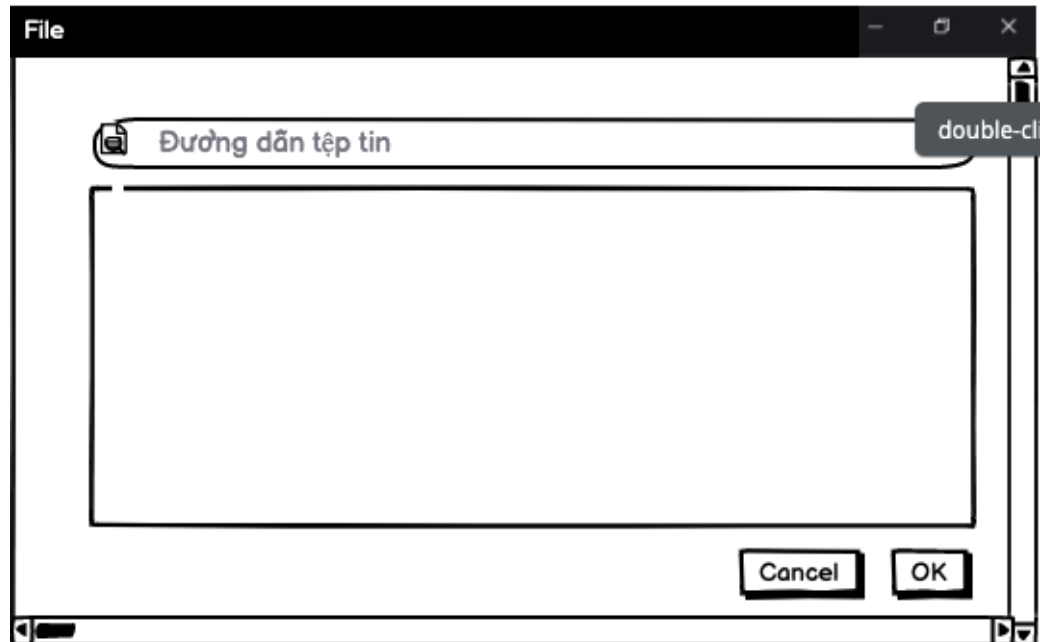 File
Đường dẫn tệp tin
double-cli
Cancel
OK